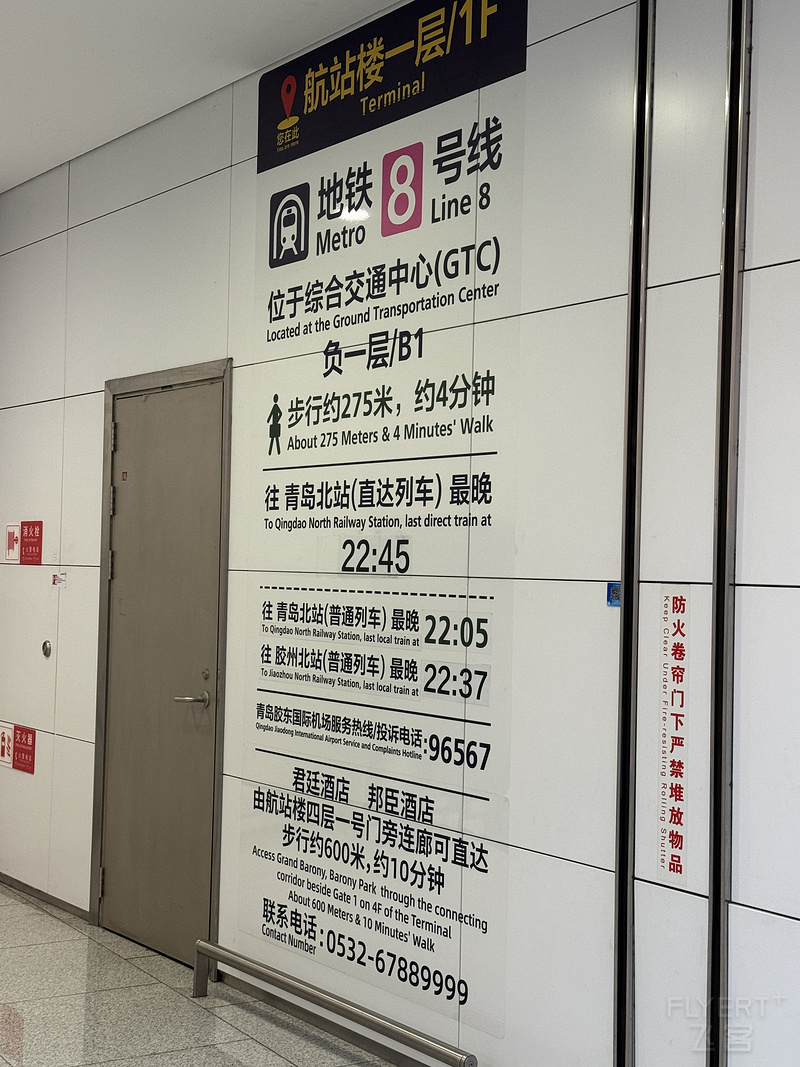 航站楼一层/1F
Terminal
您在此
You are Here
地铁 8 号线
Metro Line 8
位于综合交通中心(GTC)
Located at the Ground Transportation Center
负一层/B1
步行约275米，约4分钟
About 275 Meters & 4 Minutes' Walk
往 青岛北站(直达列车) 最晚
To Qingdao North Railway Station, last direct train at
22:45
往 青岛北站(普通列车) 最晚 22:05
To Qingdao North Railway Station, last local train at
往 胶州北站(普通列车) 最晚 22:37
To Jiaozhou North Railway Station, last local train at
青岛胶东国际机场服务热线/投诉电话:96567
Qingdao Jiaodong International Airport Service and Complaints Hotline
君廷酒店 邦臣酒店
由航站楼四层一号门旁连廊可直达
步行约600米,约10分钟
Access Grand Barony, Barony Park through the connecting
corridor beside Gate 1 on 4F of the Terminal
About 600 Meters & 10 Minutes' Walk
联系电话:0532-67889999
Contact Number
消火栓
灭火器
防火卷帘门下严禁堆放物品
Keep Clear Under Fire-resisting Rolling Shutter
FLYERT+
飞客